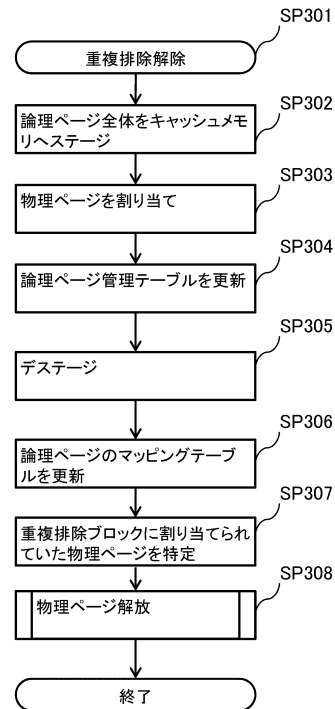 SP301
重複排除解除
SP302
論理ページ全体をキャッシュメモ
リへステージ
SP303
物理ページを割り当て
SP304
論理ページ管理テーブルを更新
SP305
デステージ
SP306
論理ページのマッピングテーブ
ルを更新
SP307
重複排除ブロックに割り当てられ
ていた物理ページを特定
SP308
物理ページ解放
終了